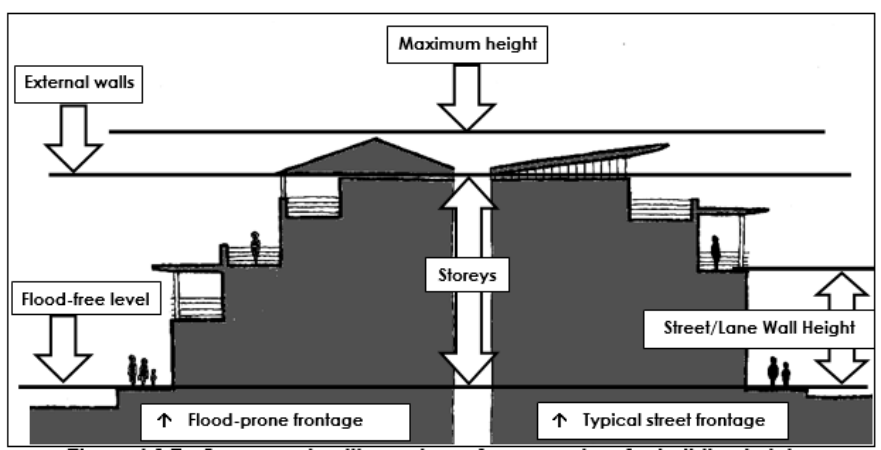 Maximum height
External walls
Storeys
Flood-free level
Street/Lane Wall Height
↑ Flood-prone frontage
↑ Typical street frontage